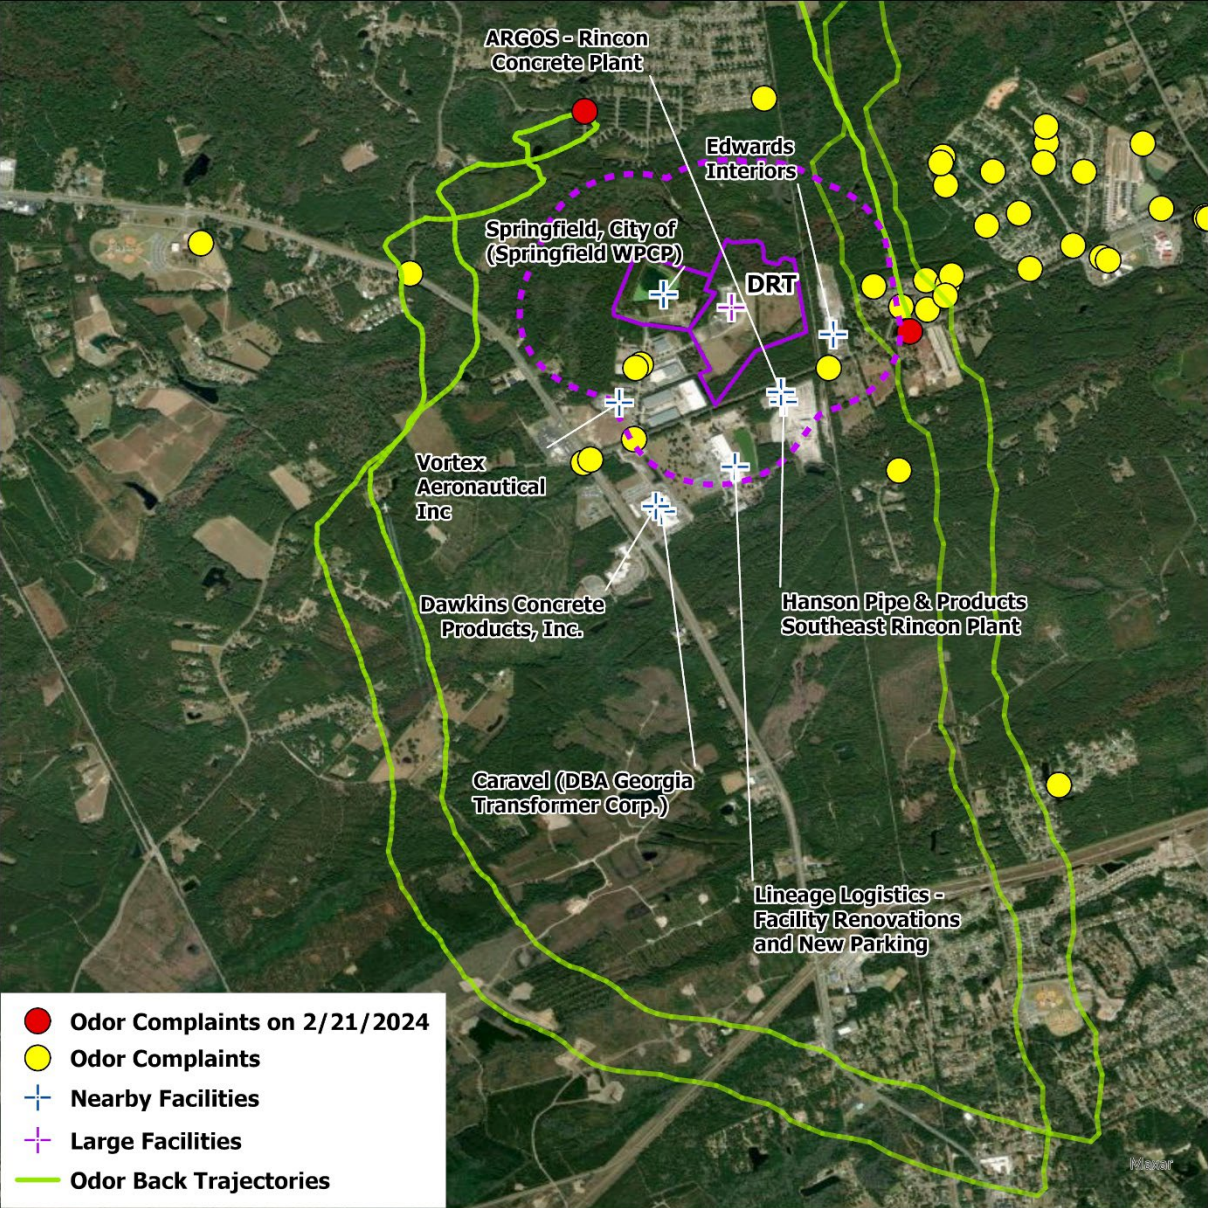 ARGOS - Rincon
Concrete Plant
Edwards
Interiors
Springfield, City of
(Springfield WPCP)
DRT
Vortex
Aeronautical
Inc
Dawkins Concrete
Products, Inc.
Hanson Pipe & Products
Southeast Rincon Plant
Caravel (DBA Georgia
Transformer Corp.)
Lineage Logistics -
Facility Renovations
and New Parking
Odor Complaints on 2/21/2024
Odor Complaints
Nearby Facilities
Large Facilities
Odor Back Trajectories
Maxar